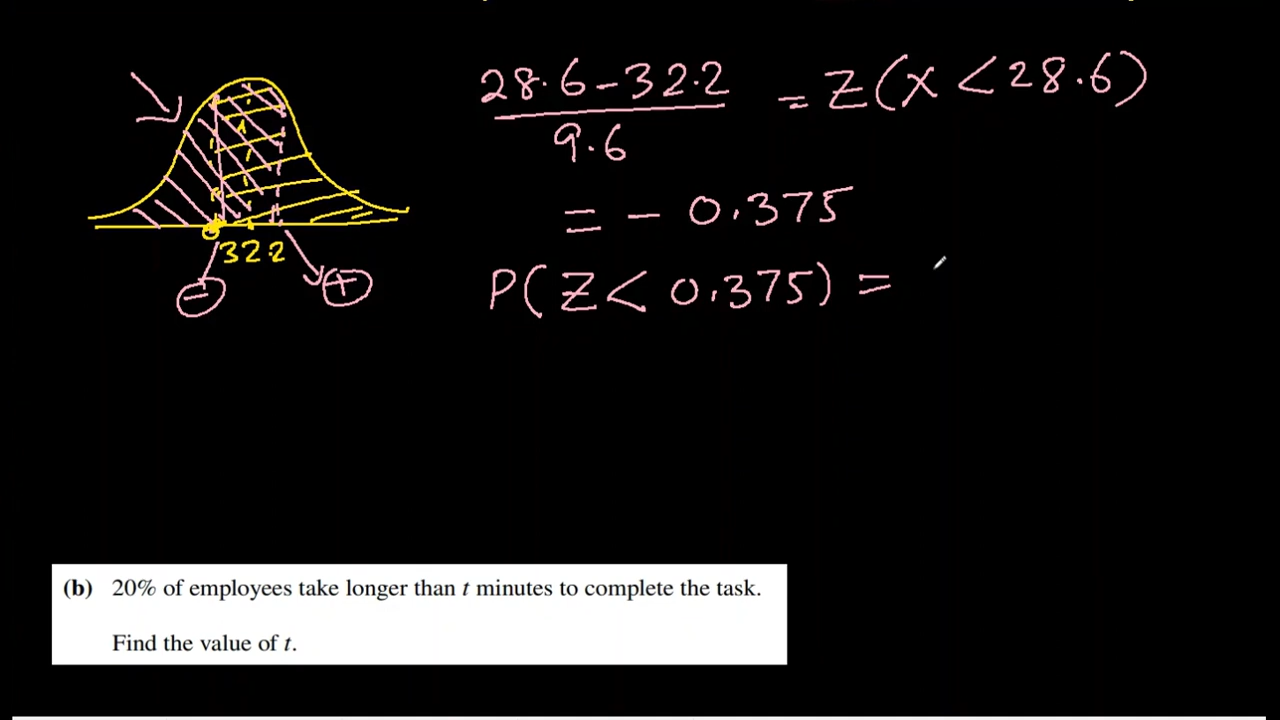 28.6-32.2 / 9.6 = Z(X <28.6)
= - 0.375
P(Z< 0.375) =
32.2
- +
(b) 20% of employees take longer than t minutes to complete the task.
Find the value of t.